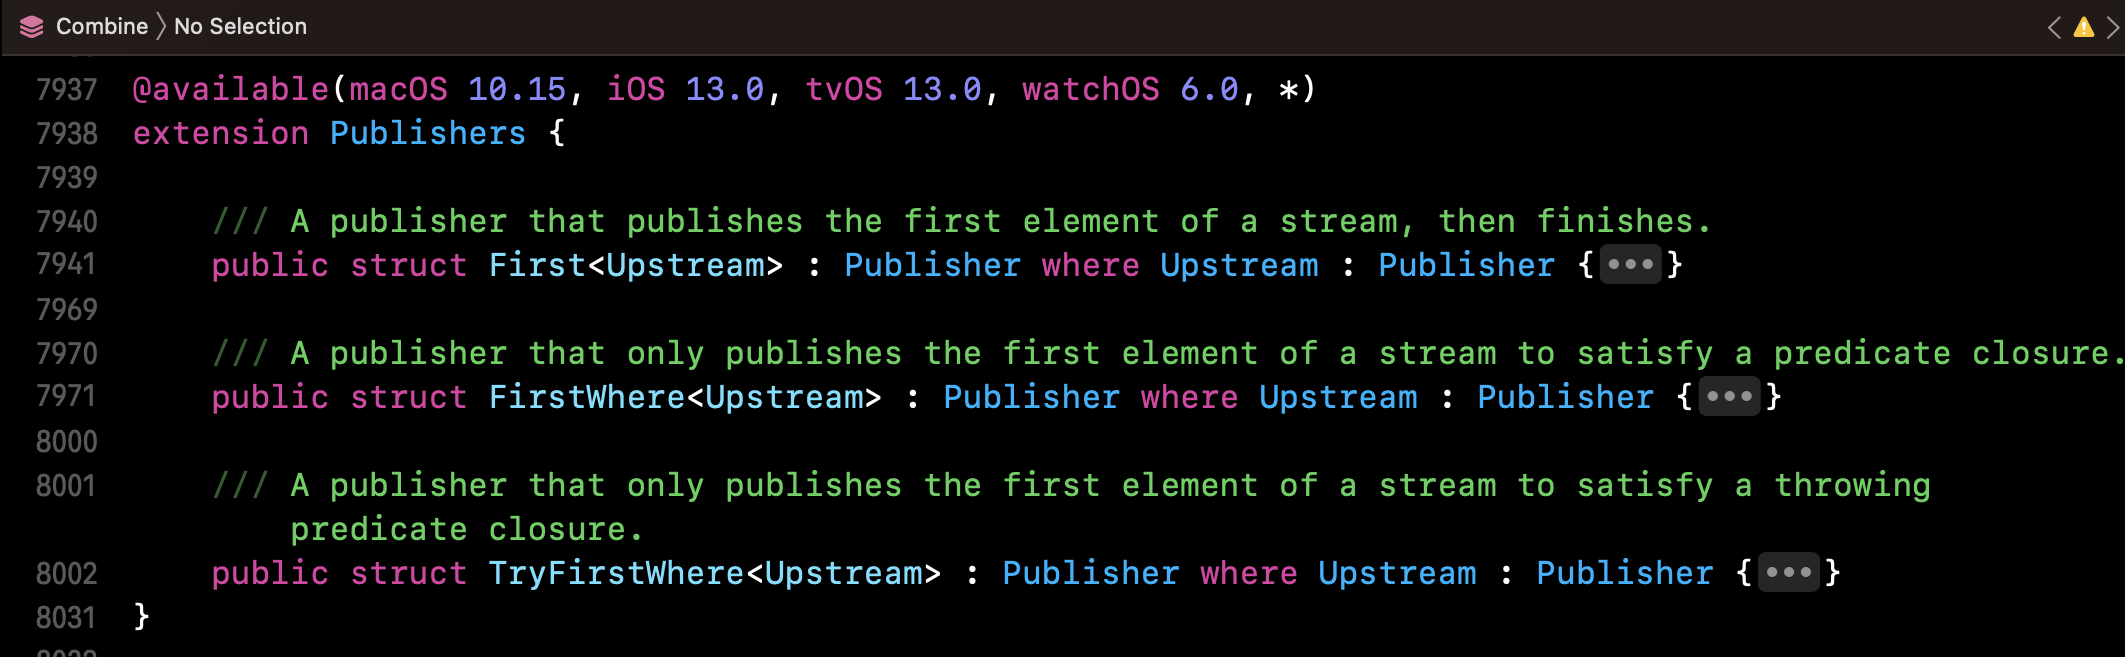 Combine 〉 No Selection
7937 @available(macOS 10.15, iOS 13.0, tvOS 13.0, watchOS 6.0, *)
7938 extension Publishers {
7939
7940 /// A publisher that publishes the first element of a stream, then finishes.
7941 public struct First<Upstream> : Publisher where Upstream : Publisher {•••}
7969
7970 /// A publisher that only publishes the first element of a stream to satisfy a predicate closure.
7971 public struct FirstWhere<Upstream> : Publisher where Upstream : Publisher {•••}
8000
8001 /// A publisher that only publishes the first element of a stream to satisfy a throwing
predicate closure.
8002 public struct TryFirstWhere<Upstream> : Publisher where Upstream : Publisher {•••}
8031 }